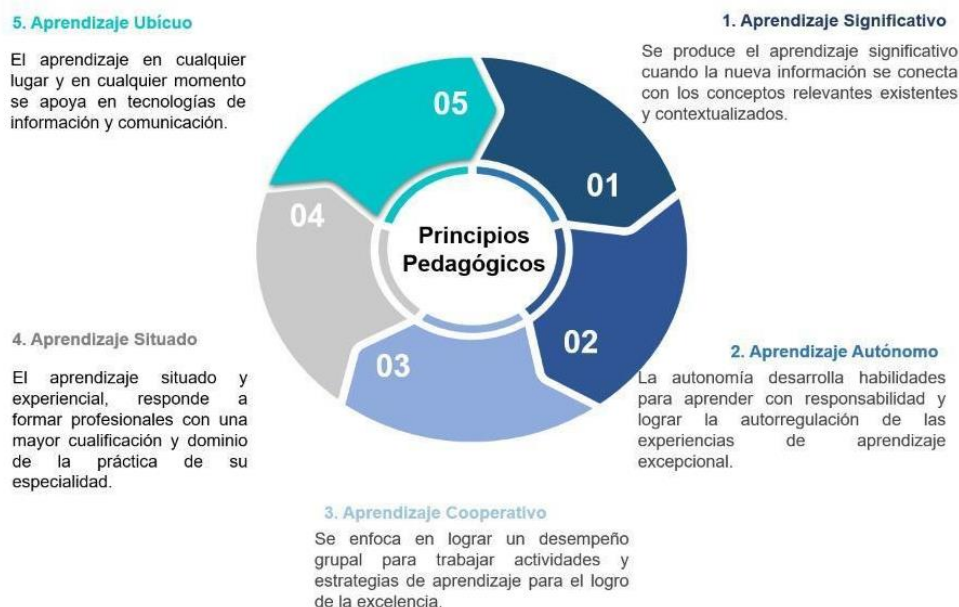 1. Aprendizaje Significativo
Se produce el aprendizaje significativo
cuando la nueva información se conecta
con los conceptos relevantes existentes
y contextualizados.
2. Aprendizaje Autónomo
La autonomía desarrolla habilidades
para aprender con responsabilidad y
lograr la autorregulación de las
experiencias de aprendizaje
excepcional.
3. Aprendizaje Cooperativo
Se enfoca en lograr un desempeño
grupal para trabajar actividades y
estrategias de aprendizaje para el logro
de la excelencia.
4. Aprendizaje Situado
El aprendizaje situado y
experiencial, responde a
formar profesionales con una
mayor cualificación y dominio
de la práctica de su
especialidad.
5. Aprendizaje Ubícuo
El aprendizaje en cualquier
lugar y en cualquier momento
se apoya en tecnologías de
información y comunicación.
Principios
Pedagógicos
01
02
03
04
05